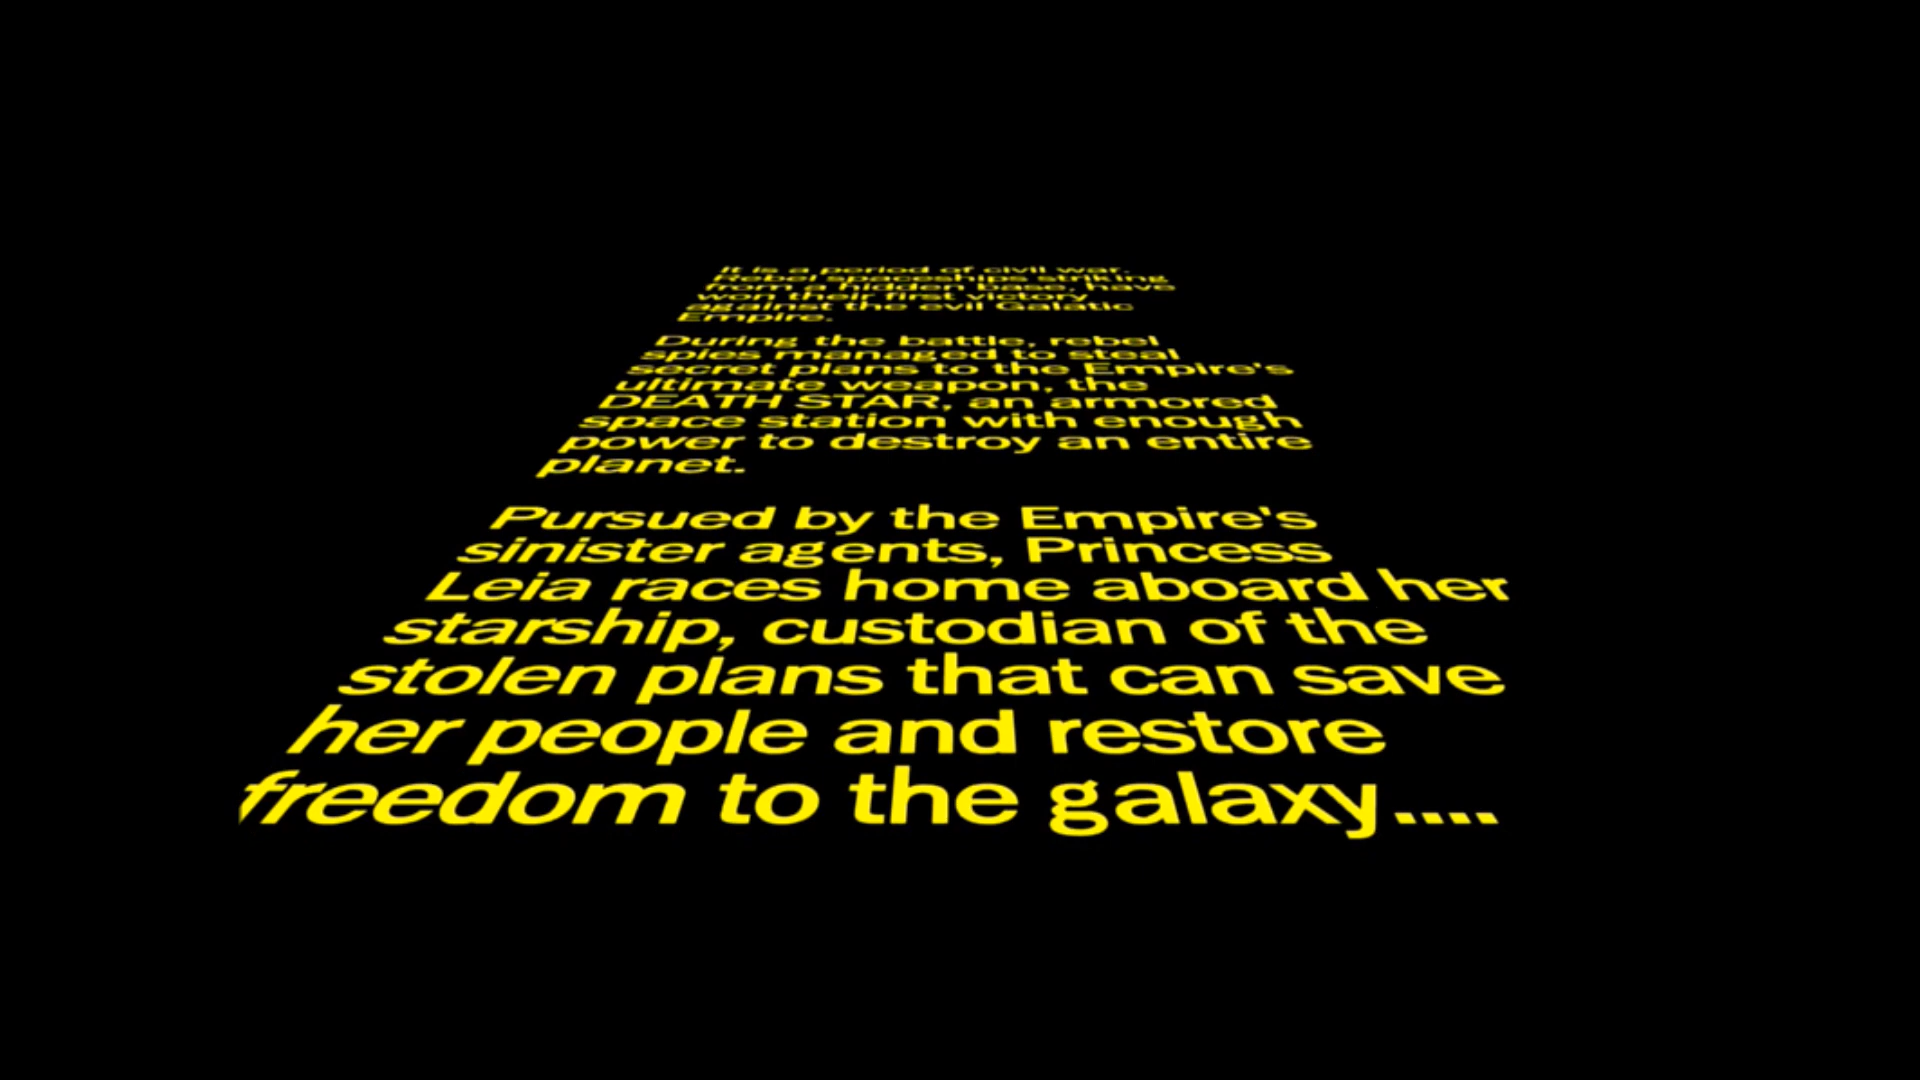 It is a period of civil war.
Rebel spaceships striking
from a hidden base, have
won their first victory
against the evil Galatic
Empire.
During the battle, rebel
spies managed to steal
secret plans to the Empire's
ultimate weapon, the
DEATH STAR, an armored
space station with enough
power to destroy an entire
planet.
Pursued by the Empire's
sinister agents, Princess
Leia races home aboard her
starship, custodian of the
stolen plans that can save
her people and restore
freedom to the galaxy....